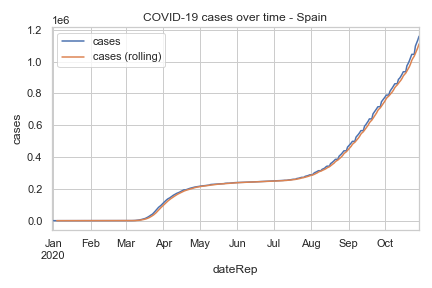 COVID-19 cases over time - Spain
1e6
cases
cases (rolling)
1.2
1.0
0.8
0.6
0.4
0.2
0.0
cases
Jan Feb Mar Apr May Jun Jul Aug Sep Oct
2020
dateRep